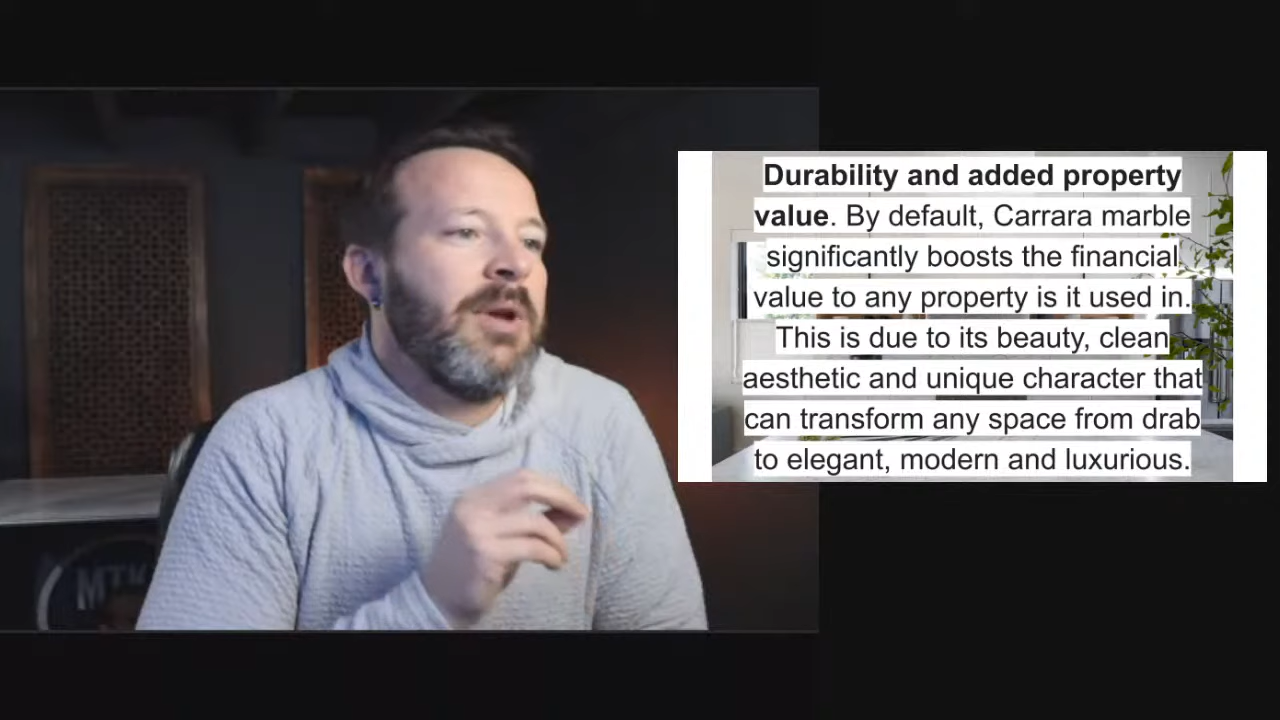 Durability and added property
value. By default, Carrara marble
significantly boosts the financial
value to any property is it used in.
This is due to its beauty, clean
aesthetic and unique character that
can transform any space from drab
to elegant, modern and luxurious.
MTK